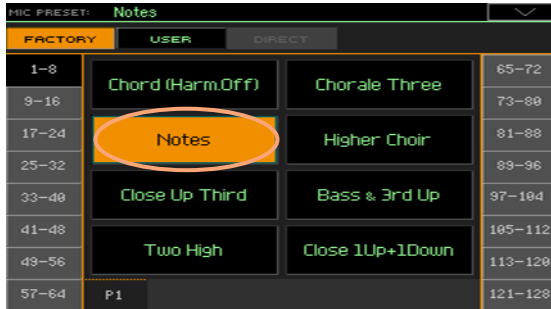 MIC PRESET: Notes
FACTORY USER DIRECT
1-8
9-16
17-24
25-32
33-40
41-48
49-56
57-64
Chord (Harm.Off) Chorale Three
Notes Higher Choir
Close Up Third Bass & 3rd Up
Two High Close 1Up+1Down
P1
65-72
73-80
81-88
89-96
97-104
105-112
113-120
121-128